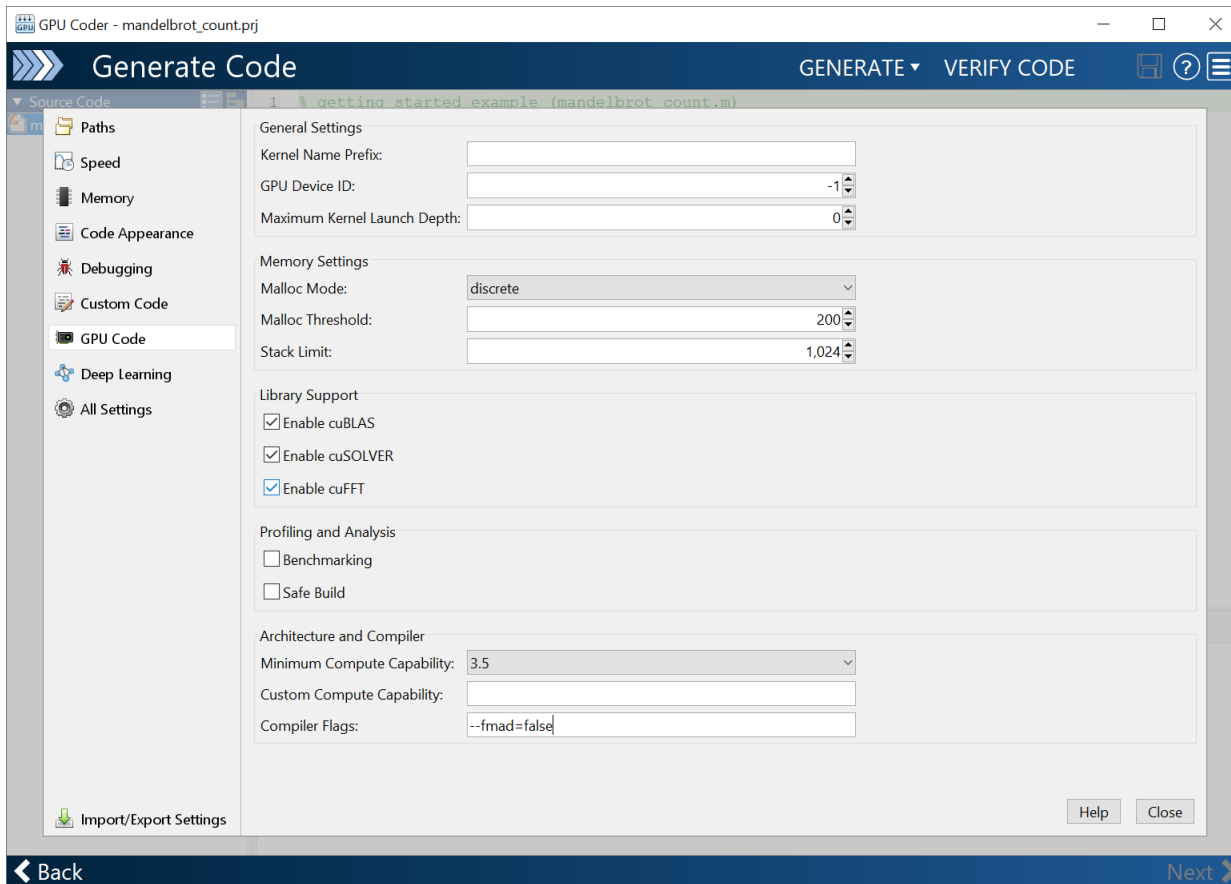 GPU Coder - mandelbrot_count.prj
Generate Code
GENERATE
VERIFY CODE
?
Source Code
1 % getting started example (mandelbrot_count.m)
m
Paths
Speed
Memory
Code Appearance
Debugging
Custom Code
GPU Code
Deep Learning
All Settings
Import/Export Settings
General Settings
Kernel Name Prefix:
GPU Device ID: -1
Maximum Kernel Launch Depth: 0
Memory Settings
Malloc Mode: discrete
Malloc Threshold: 200
Stack Limit: 1,024
Library Support
Enable cuBLAS
Enable cuSOLVER
Enable cuFFT
Profiling and Analysis
Benchmarking
Safe Build
Architecture and Compiler
Minimum Compute Capability: 3.5
Custom Compute Capability:
Compiler Flags: --fmad=false
Help
Close
Back
Next